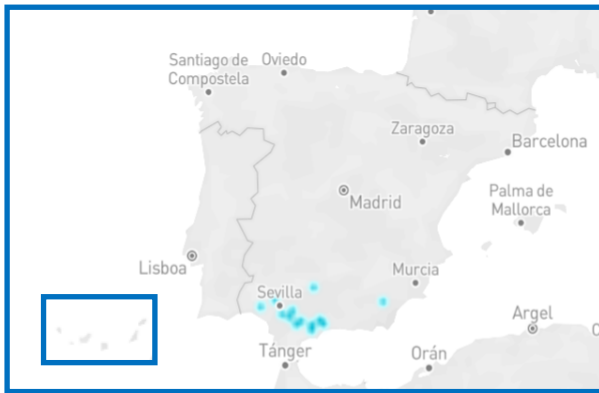 Santiago de
Compostela
Oviedo
Zaragoza
Barcelona
Madrid
Palma de
Mallorca
Lisboa
Sevilla
Murcia
Tánger
Orán
Argel